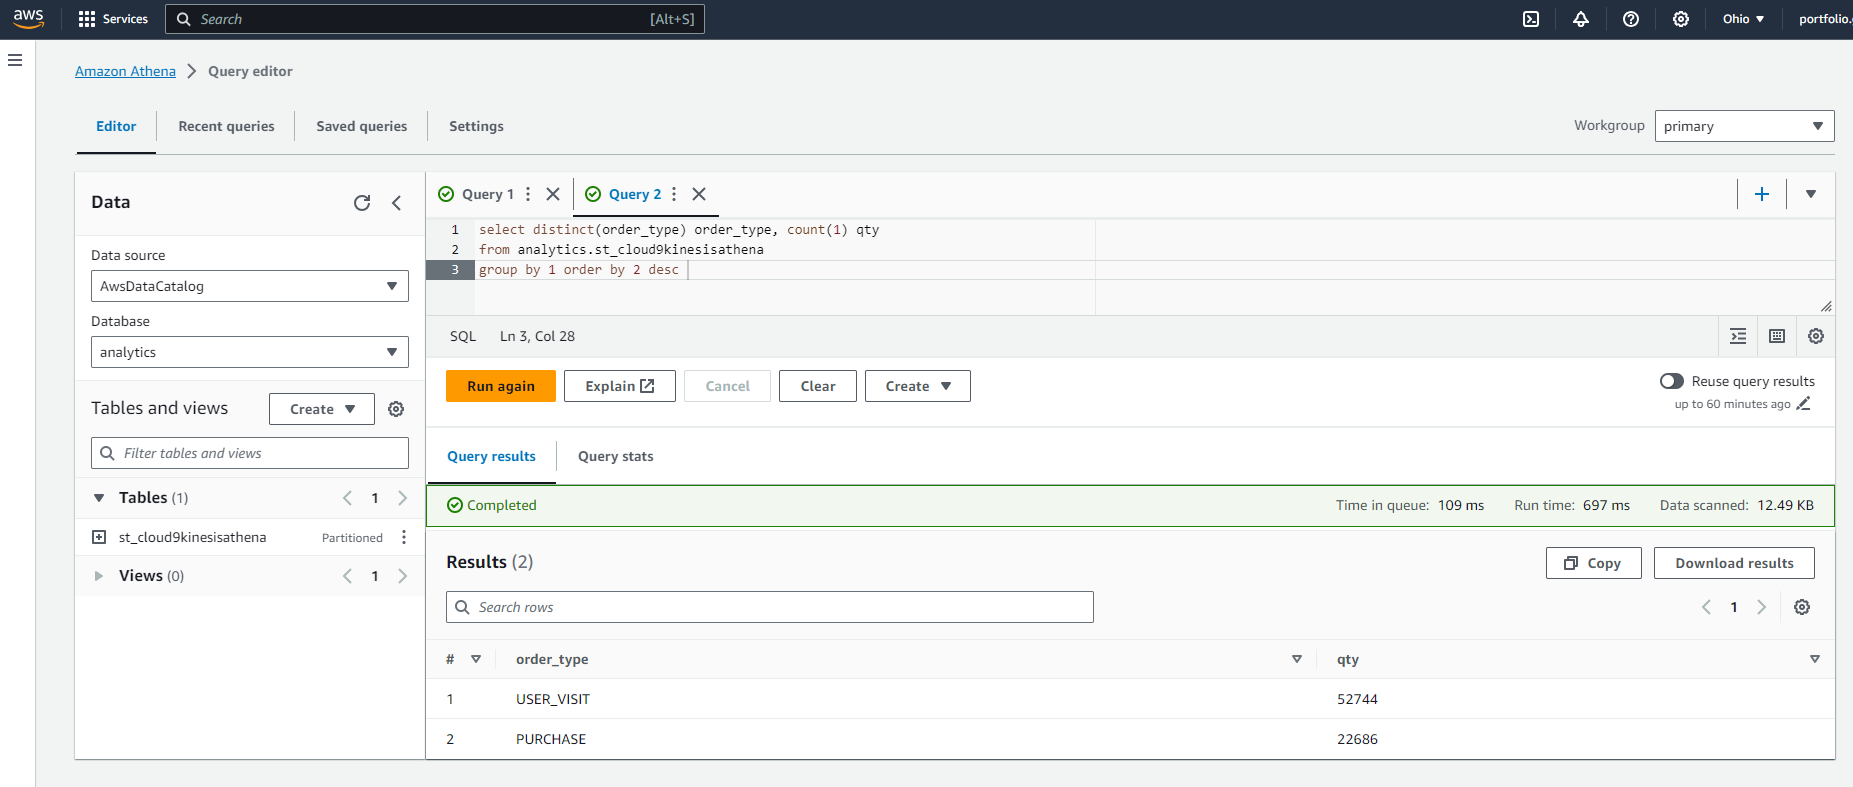 aws Services Search [Alt+S] Ohio portfolio.
Amazon Athena Query editor
Editor Recent queries Saved queries Settings Workgroup primary
Data
Data source
AwsDataCatalog
Database
analytics
Tables and views Create
Filter tables and views
Tables (1) 1
st_cloud9kinesisathena Partitioned
Views (0) 1
Query 1 Query 2
1 select distinct(order_type) order_type, count(1) qty
2 from analytics.st_cloud9kinesisathena
3 group by 1 order by 2 desc
SQL Ln 3, Col 28
Run again Explain Cancel Clear Create Reuse query results
up to 60 minutes ago
Query results Query stats
Completed Time in queue: 109 ms Run time: 697 ms Data scanned: 12.49 KB
Results (2) Copy Download results
Search rows 1
# order_type qty
1 USER_VISIT 52744
2 PURCHASE 22686